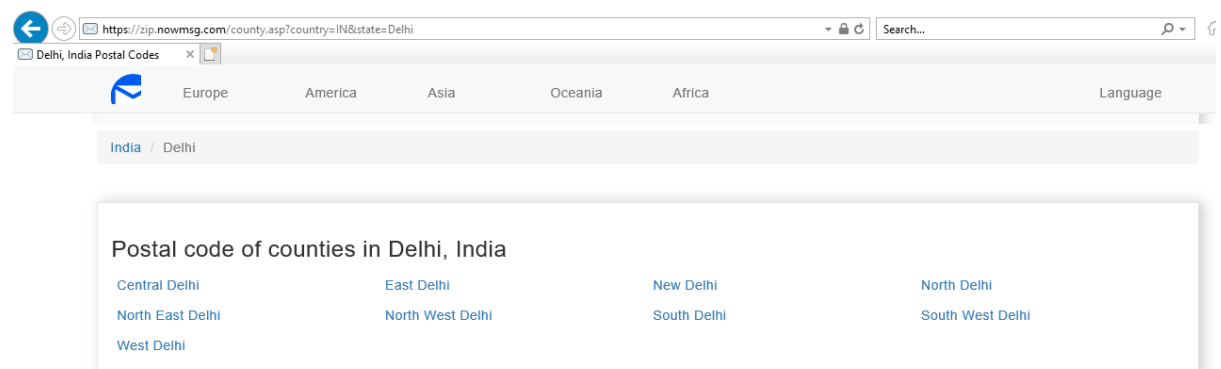 https://zip.nowmsg.com/county.asp?country=IN&state=Delhi Search...
Delhi, India Postal Codes
Europe America Asia Oceania Africa Language
India / Delhi
Postal code of counties in Delhi, India
Central Delhi East Delhi New Delhi North Delhi
North East Delhi North West Delhi South Delhi South West Delhi
West Delhi